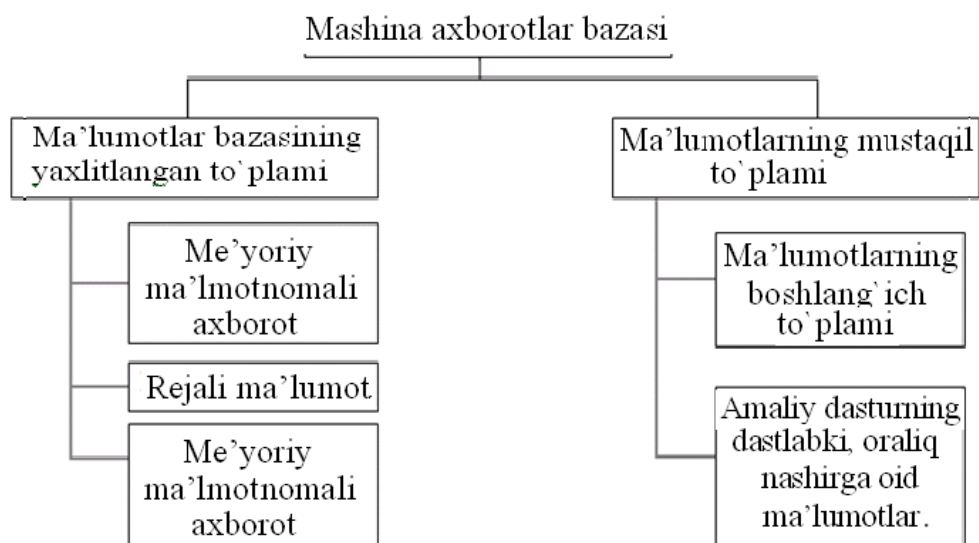 Mashina axborotlar bazasi
Ma'lumotlar bazasining
yaxlitlangan to`plami
Me'yoriy
ma'lmotnomali
axborot
Rejali ma'lumot
Me'yoriy
ma'lmotnomali
axborot
Ma'lumotlarning mustaqil
to`plami
Ma'lumotlarning
boshlang`ich
to`plami
Amaliy dasturning
dastlabki, oraliq
nashirga oid
ma'lumotlar.